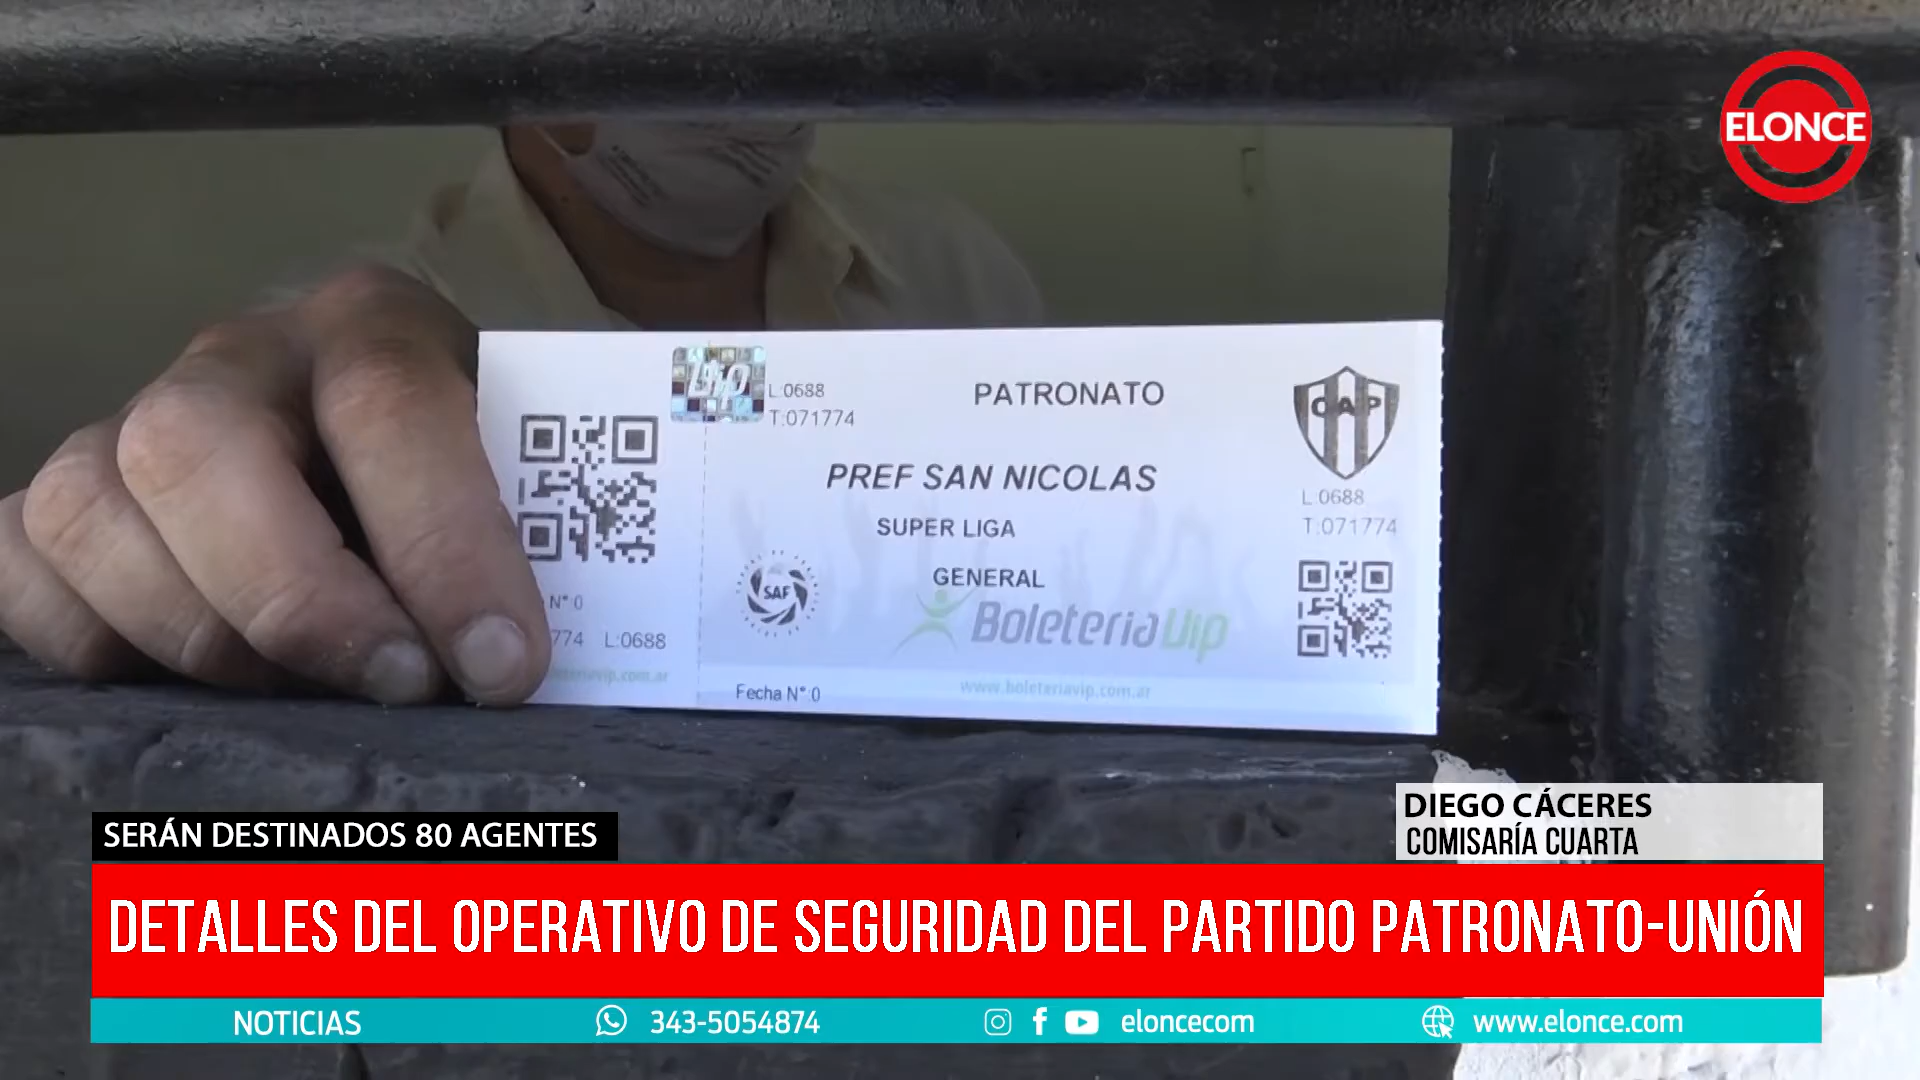 ELONCE
Vip
L:0688
T:071774
PATRONATO
CAP
PREF SAN NICOLAS
L:0688
T:071774
SUPER LIGA
GENERAL
SAF
BoleteriaVip
N° 0
774 L:0688
Fecha N°:0
www.boleteriavip.com.ar
DIEGO CÁCERES
COMISARÍA CUARTA
SERÁN DESTINADOS 80 AGENTES
DETALLES DEL OPERATIVO DE SEGURIDAD DEL PARTIDO PATRONATO-UNIÓN
NOTICIAS
343-5054874
eloncecom
www.elonce.com